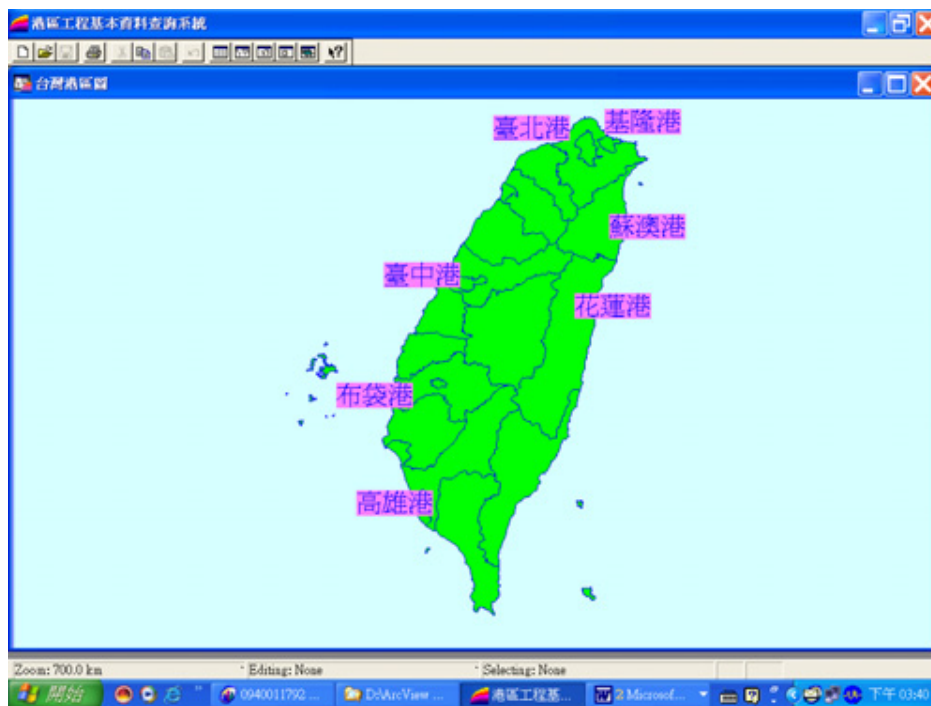 港區工程基本資料查詢系統
台灣港區圖
臺北港
基隆港
蘇澳港
臺中港
花蓮港
布袋港
高雄港
Zoom: 700.0 km
Editing: None
Selecting: None
開始
0940011792 ...
D:\ArcView ...
港區工程基...
2 Microsof...
下午 03:40